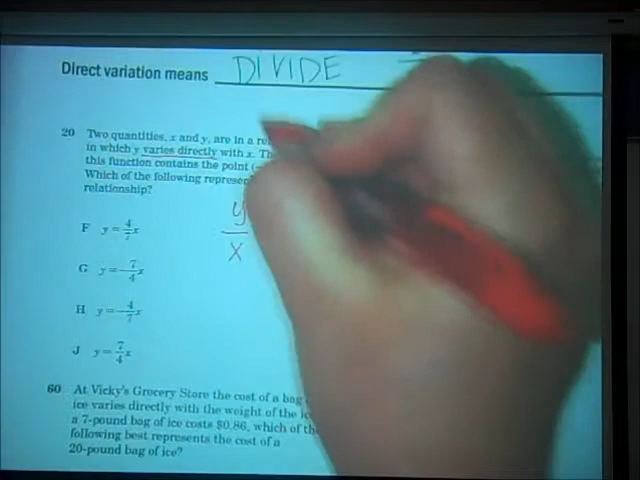 Direct variation means DIVIDE
20 Two quantities, x and y, are in a
in which y varies directly with x.
this function contains the point
Which of the following
relationship?
y
x
F y = 4/7 x
G y = -7/4 x
H y = -4/7 x
J y = 7/4 x
60 At Vicky's Grocery Store the cost of a bag
ice varies directly with the weight of the
a 7-pound bag of ice costs $0.86, which of
following best represents the cost of a
20-pound bag of ice?